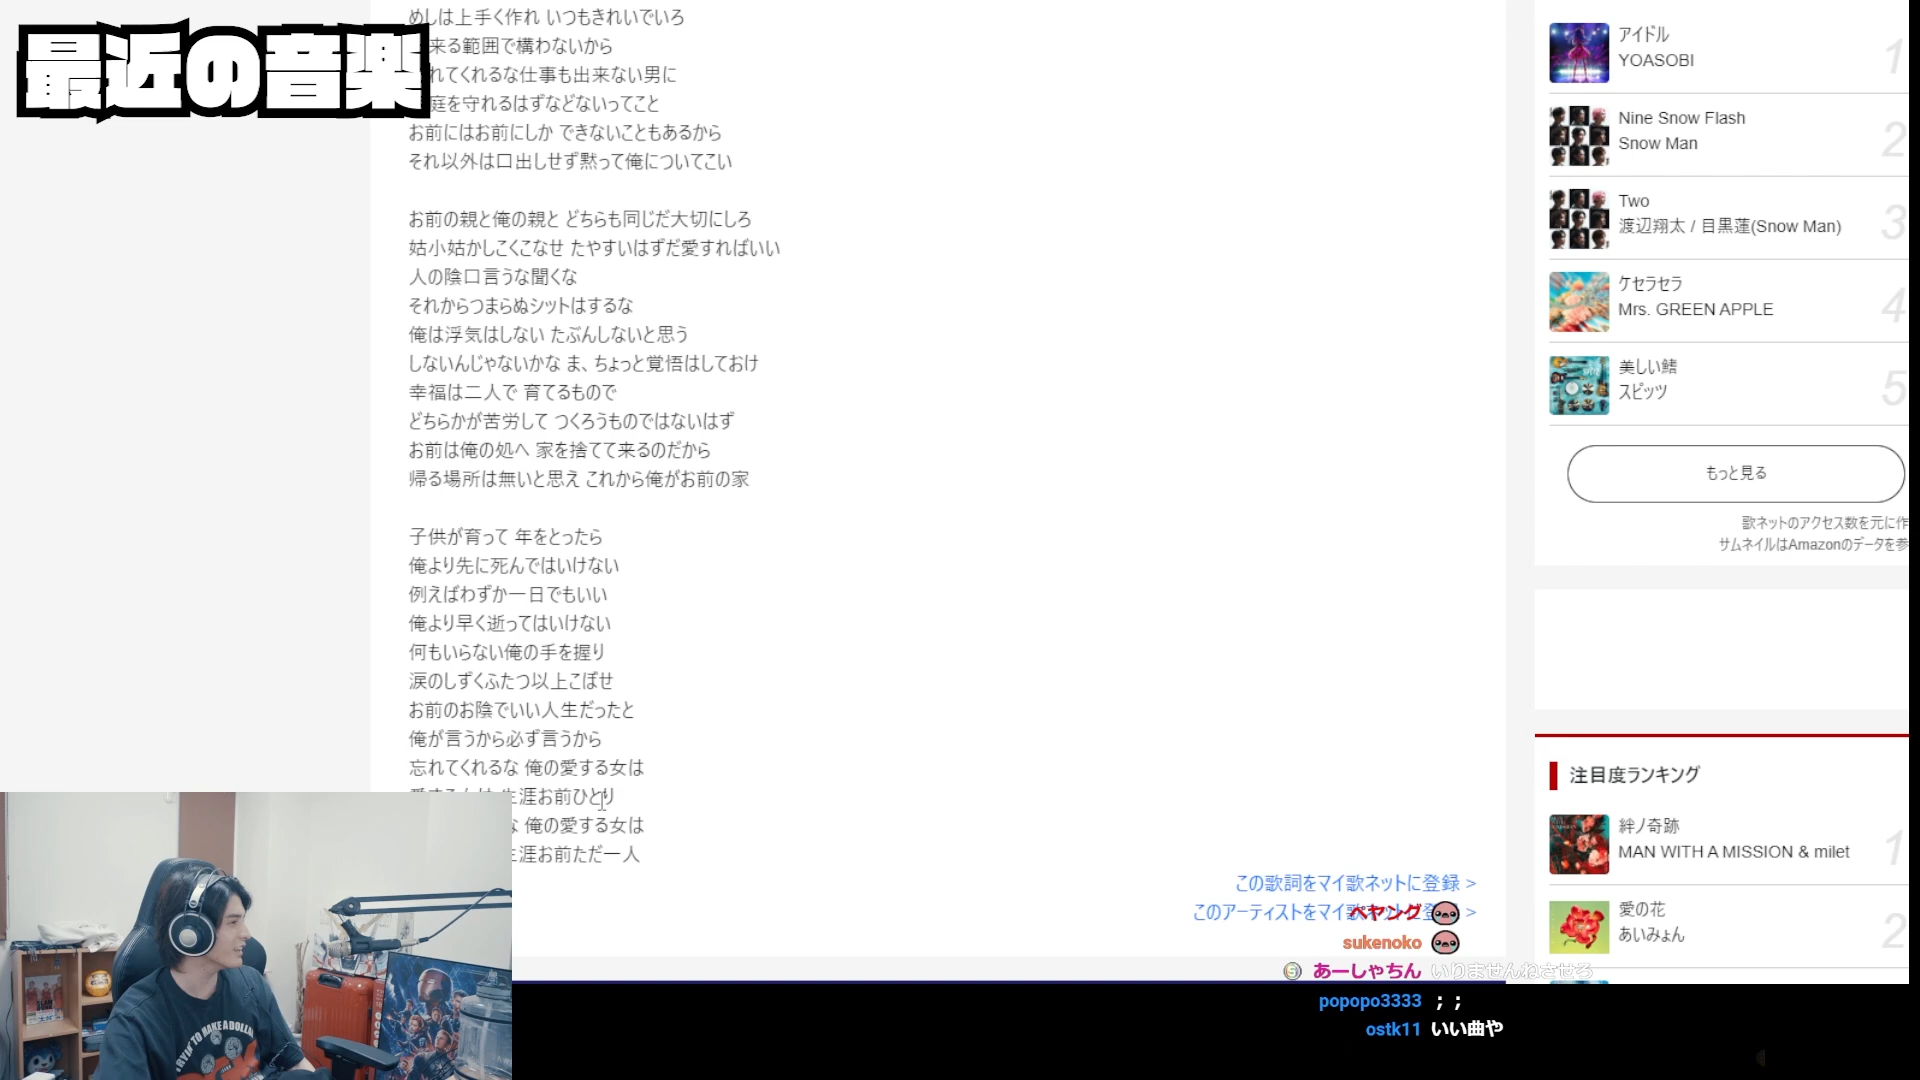 最近の音楽
めしは上手く作れ いつもきれいでいろ
来る範囲で構わないから
れてくれるな仕事も出来ない男に
庭を守れるはずなどないってこと
お前にはお前にしか できないこともあるから
それ以外は口出しせず黙って俺についてこい
お前の親と俺の親と どちらも同じだ大切にしろ
姑小姑かしこくこなせ たやすいはずだ愛すればいい
人の陰口言うな聞くな
それからつまらぬシットはするな
俺は浮気はしない たぶんしないと思う
しないんじゃないかな ま、ちょっと覚悟はしておけ
幸福は二人で 育てるもので
どちらかが苦労して つくろうものではないはず
お前は俺の処へ 家を捨てて来るのだから
帰る場所は無いと思え これから俺がお前の家
子供が育って 年をとったら
俺より先に死んではいけない
例えばわずか一日でもいい
俺より早く逝ってはいけない
何もいらない俺の手を握り
涙のしずくふたつ以上こぼせ
お前のお陰でいい人生だったと
俺が言うから必ず言うから
忘れてくれるな 俺の愛する女は
生涯お前ひとり
な 俺の愛する女は
生涯お前ただ一人
この歌詞をマイ歌ネットに登録 >
このアーティストをマイ歌ネットに登録 >
アイドル
YOASOBI
1
Nine Snow Flash
Snow Man
2
Two
渡辺翔太 / 目黒蓮(Snow Man)
3
ケセラセラ
Mrs. GREEN APPLE
4
美しい鰭
スピッツ
5
もっと見る
歌ネットのアクセス数を元に作
サムネイルはAmazonのデータを参
注目度ランキング
絆ノ奇跡
MAN WITH A MISSION & milet
1
愛の花
あいみょん
2
ペヤング
sukenoko
あーしゃちん いりませんねさせろ
popopo3333 ；；
ostk11 いい曲や
TO MAKE A DOLLA